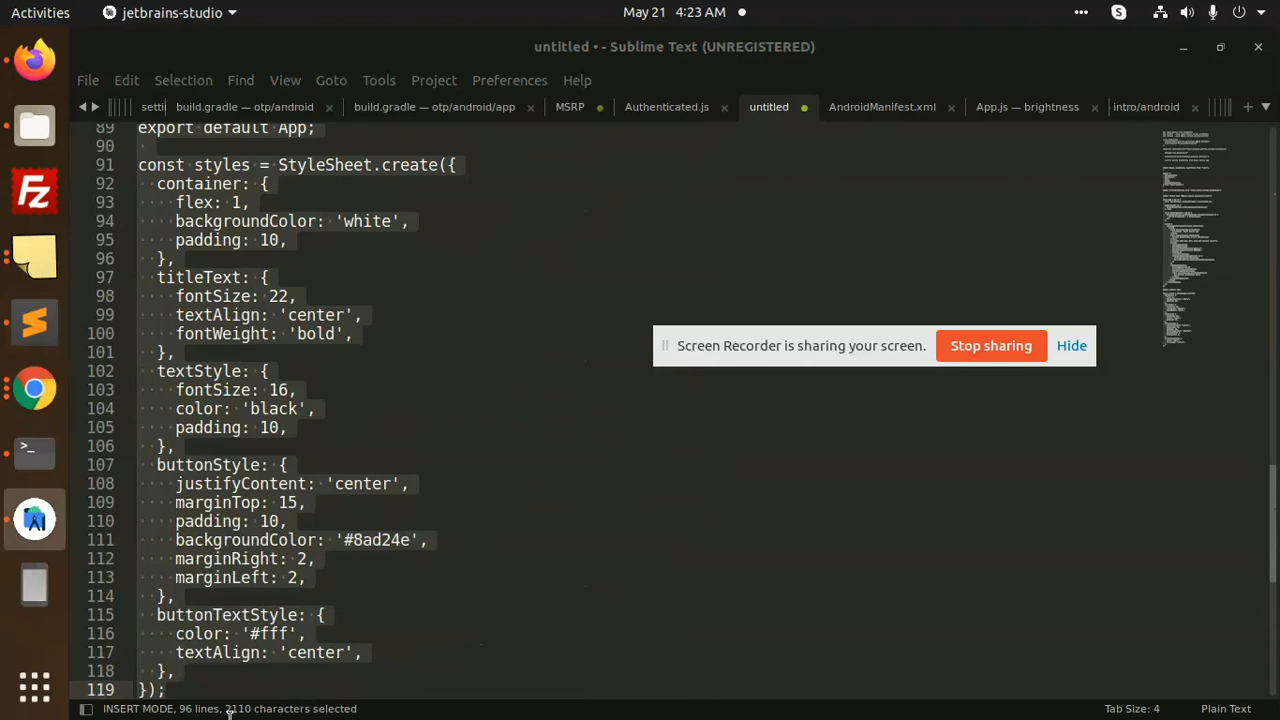 Activities
jetbrains-studio
May 21 4:23 AM
untitled • - Sublime Text (UNREGISTERED)
File Edit Selection Find View Goto Tools Project Preferences Help
setti
build.gradle — otp/android
build.gradle — otp/android/app
MSRP
Authenticated.js
untitled
AndroidManifest.xml
App.js — brightness
intro/android
89 export default App;
90
91 const styles = StyleSheet.create({
92 container: {
93 flex: 1,
94 backgroundColor: 'white',
95 padding: 10,
96 },
97 titleText: {
98 fontSize: 22,
99 textAlign: 'center',
100 fontWeight: 'bold',
101 },
102 textStyle: {
103 fontSize: 16,
104 color: 'black',
105 padding: 10,
106 },
107 buttonStyle: {
108 justifyContent: 'center',
109 marginTop: 15,
110 padding: 10,
111 backgroundColor: '#8ad24e',
112 marginRight: 2,
113 marginLeft: 2,
114 },
115 buttonTextStyle: {
116 color: '#fff',
117 textAlign: 'center',
118 },
119 });
Screen Recorder is sharing your screen.
Stop sharing
Hide
INSERT MODE, 96 lines, 2110 characters selected
Tab Size: 4
Plain Text